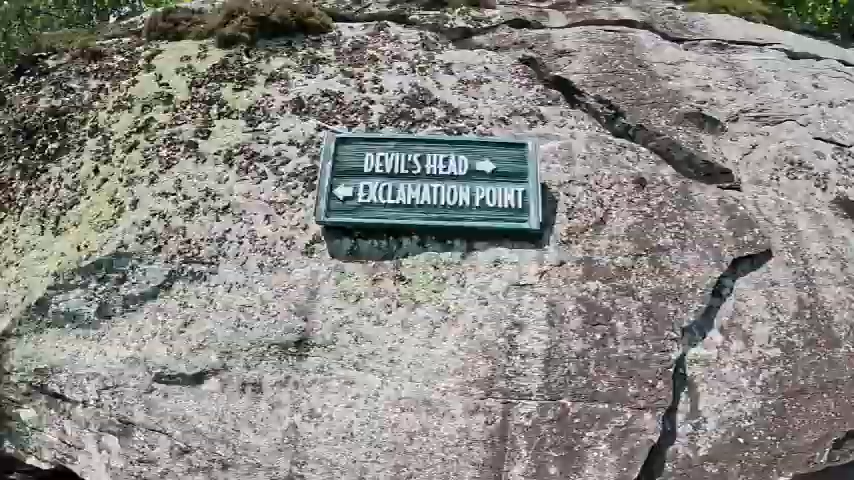 DEVIL'S HEAD →
← EXCLAMATION POINT